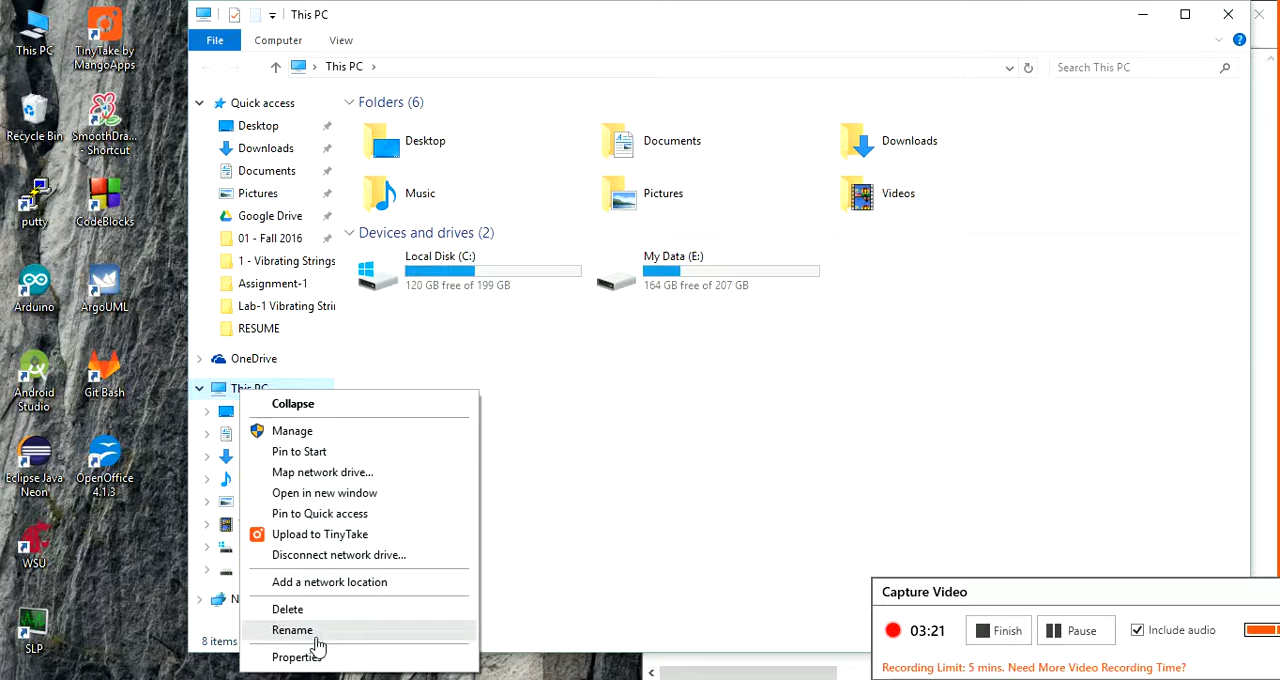 This PC
TinyTake by
MangoApps
Recycle Bin
SmoothDra...
- Shortcut
putty
CodeBlocks
Arduino
ArgoUML
Android
Studio
Git Bash
Eclipse Java
Neon
OpenOffice
4.1.3
WSU
SLP
This PC
File
Computer
View
This PC
Search This PC
Quick access
Desktop
Downloads
Documents
Pictures
Google Drive
01 - Fall 2016
1 - Vibrating Strings
Assignment-1
Lab-1 Vibrating Stri
RESUME
OneDrive
This PC
N
8 items
Folders (6)
Desktop
Documents
Downloads
Music
Pictures
Videos
Devices and drives (2)
Local Disk (C:)
120 GB free of 199 GB
My Data (E:)
164 GB free of 207 GB
Collapse
Manage
Pin to Start
Map network drive...
Open in new window
Pin to Quick access
Upload to TinyTake
Disconnect network drive...
Add a network location
Delete
Rename
Properties
Capture Video
03:21
Finish
Pause
Include audio
Recording Limit: 5 mins. Need More Video Recording Time?